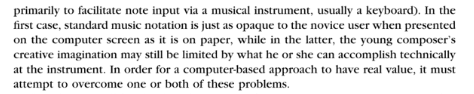 primarily to facilitate note input via a musical instrument, usually a keyboard). In the
first case, standard music notation is just as opaque to the novice user when presented
on the computer screen as it is on paper, while in the latter, the young composer's
creative imagination may still be limited by what he or she can accomplish technically
at the instrument. In order for a computer-based approach to have real value, it must
attempt to overcome one or both of these problems.